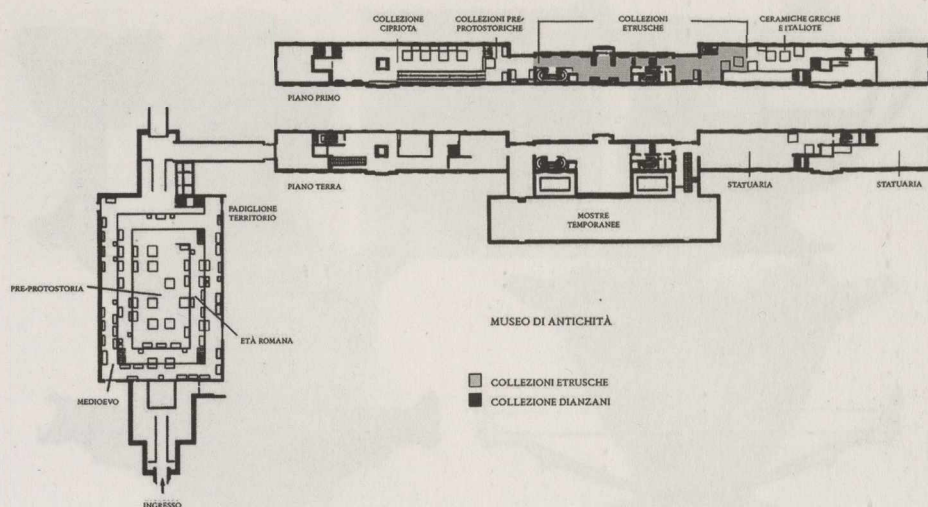 COLLEZIONE
CIPRIOTA
COLLEZIONI PRE-
PROTOSTORICHE
COLLEZIONI
ETRUSCHE
CERAMICHE GRECHE
E ITALIOTE
PIANO PRIMO
PIANO TERRA
STATUARIA
STATUARIA
PADIGLIONE
TERRITORIO
MOSTRE
TEMPORANEE
PRE-PROTOSTORIA
ETÀ ROMANA
MEDIOEVO
INGRESSO
MUSEO DI ANTICHITÀ
COLLEZIONI ETRUSCHE
COLLEZIONE DIANZANI